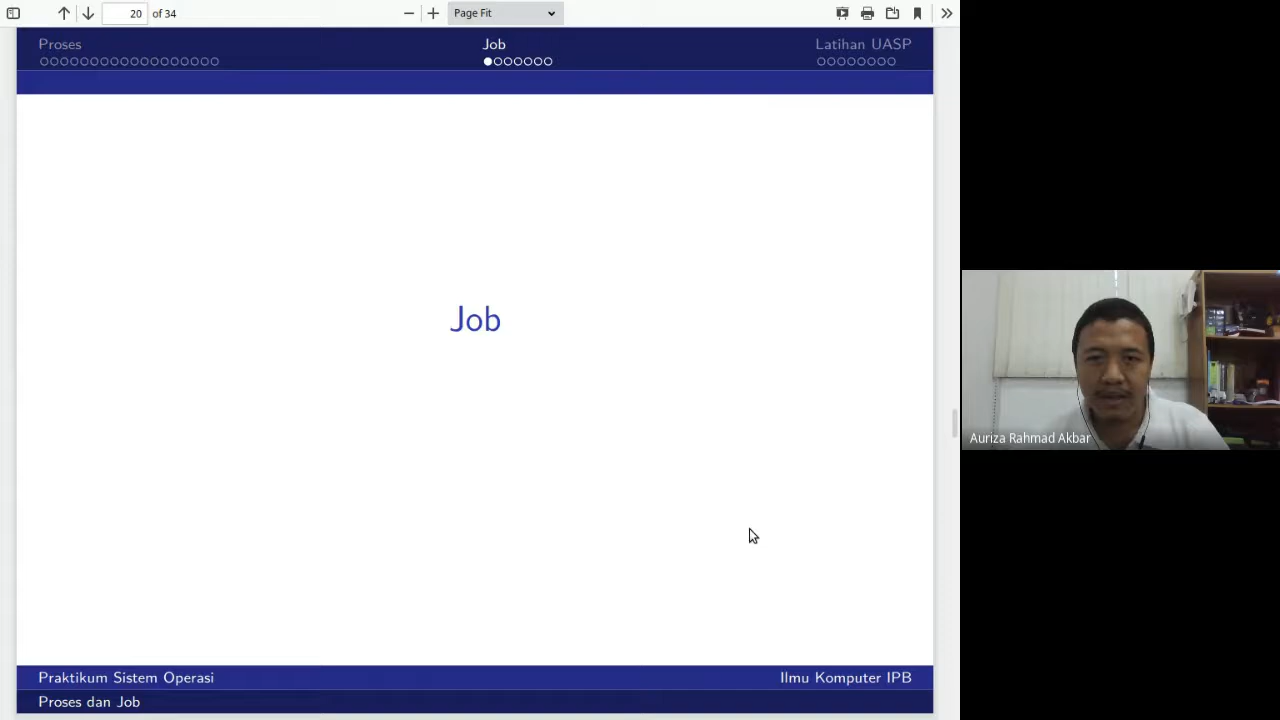 20 of 34 Page Fit
Proses Job Latihan UASP
Job
Auriza Rahmad Akbar
Praktikum Sistem Operasi Ilmu Komputer IPB
Proses dan Job